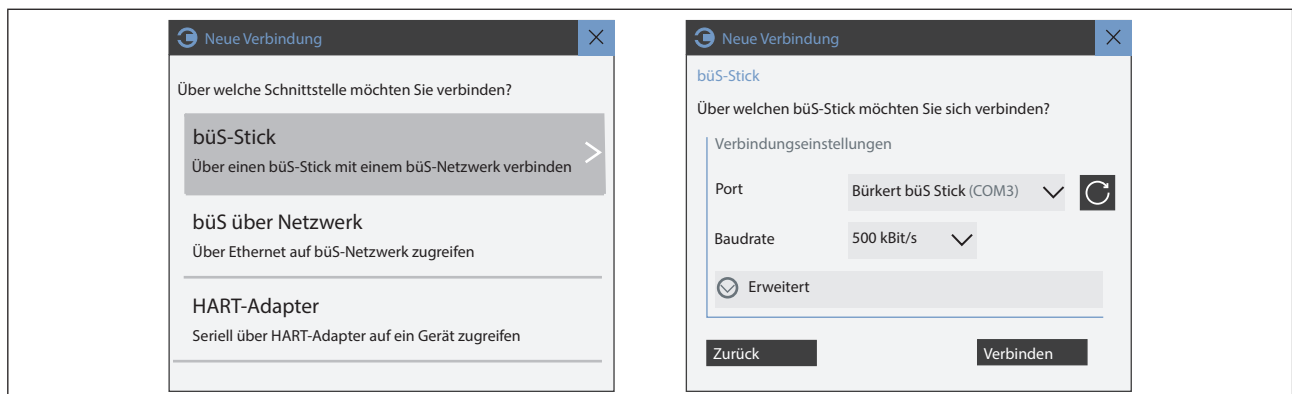 Neue Verbindung
Über welche Schnittstelle möchten Sie verbinden?
büS-Stick
Über einen büS-Stick mit einem büS-Netzwerk verbinden
büS über Netzwerk
Über Ethernet auf büS-Netzwerk zugreifen
HART-Adapter
Seriell über HART-Adapter auf ein Gerät zugreifen
Neue Verbindung
büS-Stick
Über welchen büS-Stick möchten Sie sich verbinden?
Verbindungseinstellungen
Port Bürkert büS Stick (COM3)
Baudrate 500 kBit/s
Erweitert
Zurück Verbinden